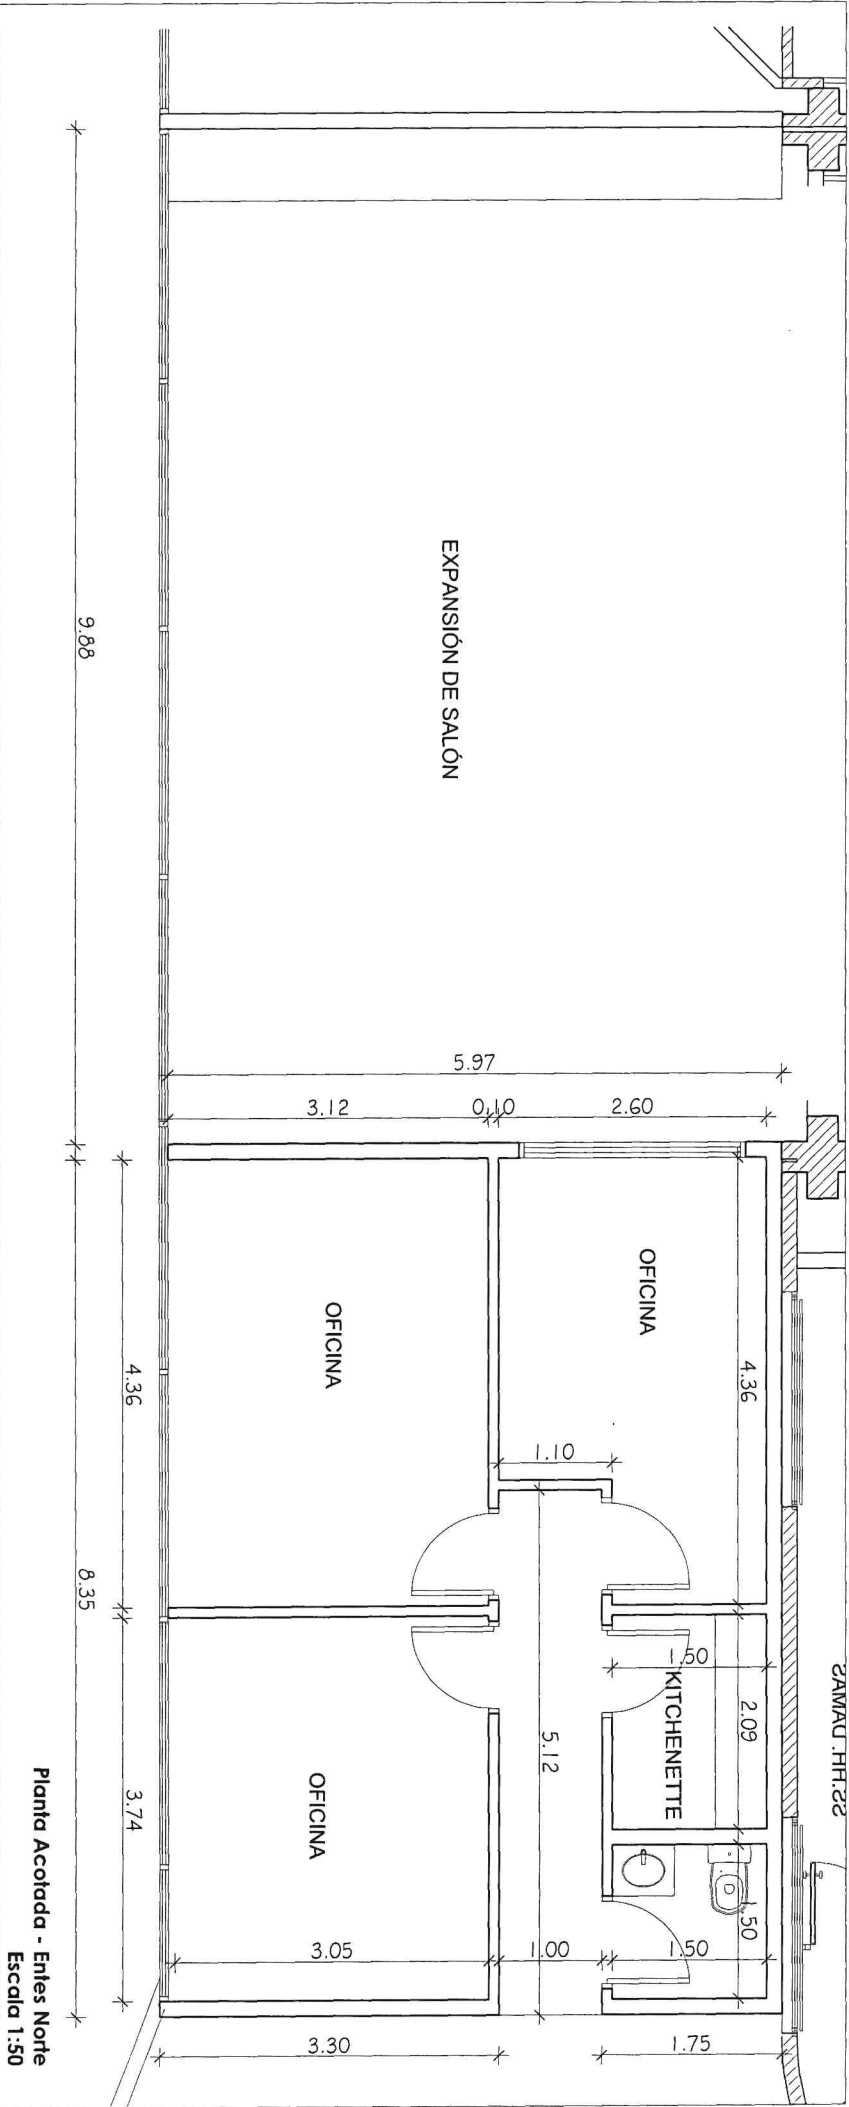 SS.HH. DAMAS
EXPANSIÓN DE SALÓN
5.97
3.12
0.10
2.60
OFICINA
4.36
1.10
OFICINA
4.36
1.50
KITCHENETTE
2.09
5.12
1.50
OFICINA
3.74
3.05
1.00
1.50
3.30
1.75
9.88
8.35
Planta Acotada - Entes Norte
Escala 1:50